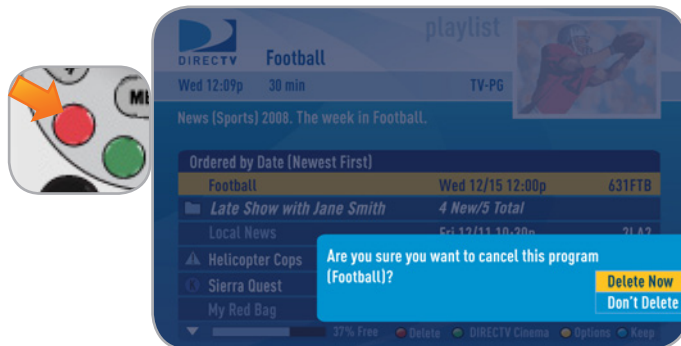 ME
playlist
DIRECTV
Football
Wed 12:09p 30 min TV-PG
News (Sports) 2008. The week in Football.
Ordered by Date (Newest First)
Football Wed 12/15 12:00p 631FTB
Late Show with Jane Smith 4 New/5 Total
Local News Fri 12/11 10:30p
Helicopter Cops
Sierra Quest
My Red Bag
Are you sure you want to cancel this program
(Football)?
Delete Now
Don't Delete
37% Free Delete DIRECTV Cinema Options Keep